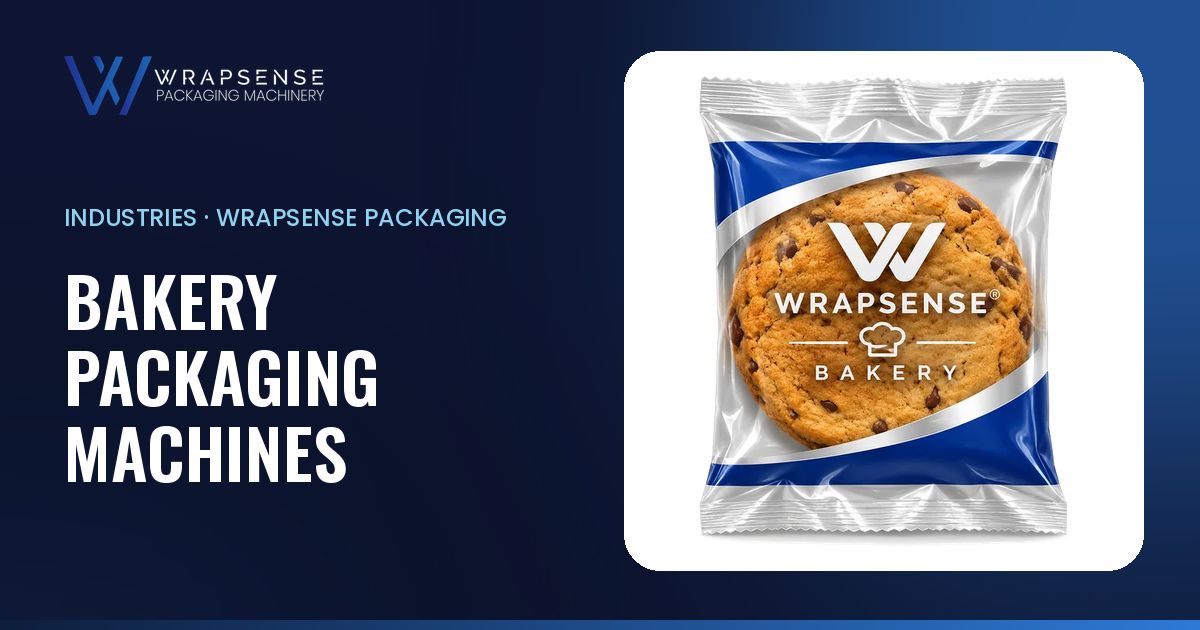 WRAPSENSE
PACKAGING MACHINERY
INDUSTRIES · WRAPSENSE PACKAGING
BAKERY
PACKAGING
MACHINES
WRAPSENSE®
BAKERY